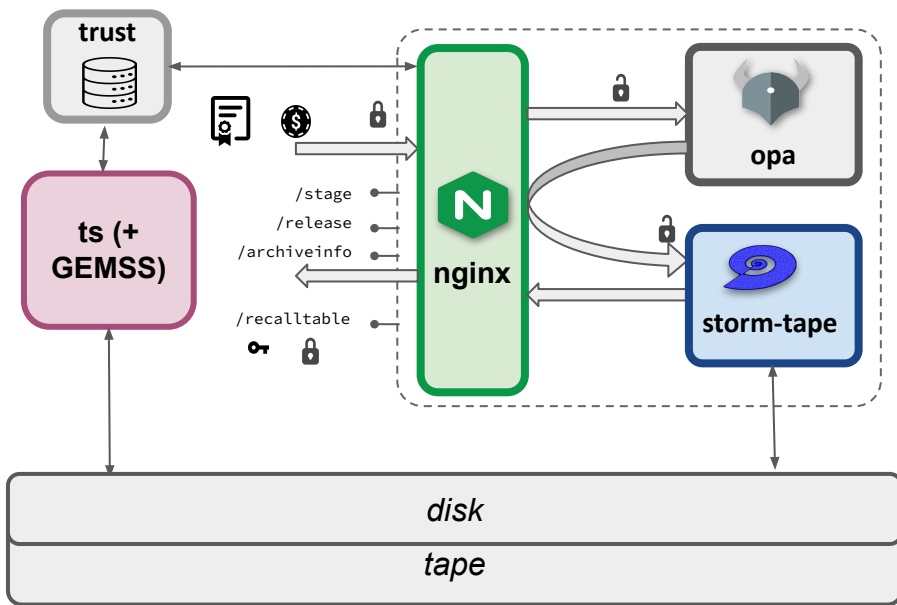 trust
$
ts (+
GEMSS)
/stage
/release
/archiveinfo
/recalltable
N
nginx
opa
storm-tape
disk
tape